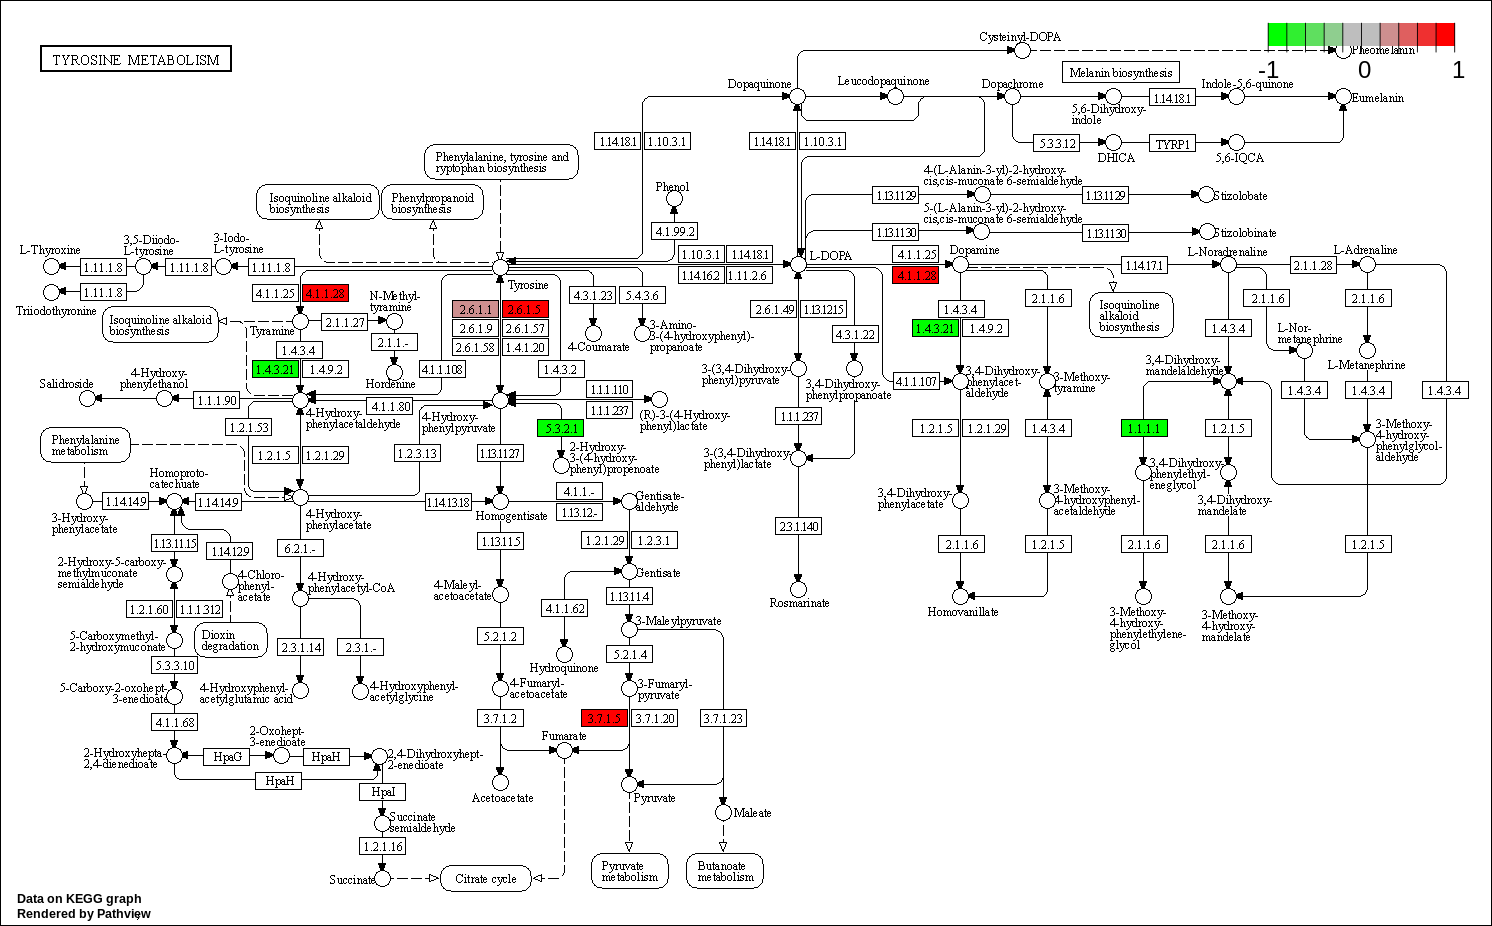 TYROSINE METABOLISM
Cysteinyl-DOPA
Pheomelanin
-1
0
1
Dopaquinone
Leucodopaquinone
Dopachrome
Melanin biosynthesis
Indole-5,6-quinone
1.14.18.1
Eumelanin
5,6-Dihydroxy-
indole
1.14.18.1
1.10.3.1
1.14.18.1
1.10.3.1
5.3.3.12
DHICA
TYRP1
5,6-IQCA
Phenylalanine, tyrosine and
ryptophan biosynthesis
Isoquinoline alkaloid
biosynthesis
Phenylpropanoid
biosynthesis
Phenol
4.1.99.2
4-(L-Alanin-3-yl)-2-hydroxy-
cis,cis-muconate 6-semialdehyde
1.13.11.29
1.13.11.29
Stizolobate
5-(L-Alanin-3-yl)-2-hydroxy-
cis,cis-muconate 6-semialdehyde
1.13.11.30
1.13.11.30
Stizolobinate
L-Thyroxine
3,5-Diiodo-
L-tyrosine
3-Iodo-
L-tyrosine
1.11.1.8
1.11.1.8
1.11.1.8
1.11.1.8
Triiodothyronine
1.10.3.1
1.14.18.1
1.14.16.2
1.11.2.6
L-DOPA
4.1.1.25
4.1.1.28
Dopamine
1.14.17.1
L-Noradrenaline
2.1.1.28
L-Adrenaline
Tyrosine
4.1.1.25
4.1.1.28
N-Methyl-
tyramine
Isoquinoline alkaloid
biosynthesis
Tyramine
2.1.1.27
2.1.1.-
Hordenine
2.6.1.1
2.6.1.5
2.6.1.9
2.6.1.57
2.6.1.58
1.4.1.20
4.3.1.23
5.4.3.6
4-Coumarate
3-Amino-
3-(4-hydroxyphenyl)-
propanoate
2.6.1.49
1.13.12.15
4.3.1.22
1.4.3.4
1.4.3.21
1.4.9.2
2.1.1.6
Isoquinoline
alkaloid
biosynthesis
2.1.1.6
2.1.1.6
1.4.3.4
L-Nor-
metanephrine
L-Metanephrine
1.4.3.4
1.4.3.21
1.4.9.2
4.1.1.108
1.4.3.2
Salidroside
4-Hydroxy-
phenylethanol
1.1.1.90
4-Hydroxy-
phenylacetaldehyde
4.1.1.80
4-Hydroxy-
phenylpyruvate
1.1.1.110
1.1.1.237
(R)-3-(4-Hydroxy-
phenyl)lactate
3-(3,4-Dihydroxy-
phenyl)pyruvate
3,4-Dihydroxy-
phenylpropanoate
4.1.1.107
3,4-Dihydroxy-
phenylacet-
aldehyde
3-Methoxy-
tyramine
3,4-Dihydroxy-
mandelaldehyde
1.4.3.4
1.4.3.4
1.4.3.4
Phenylalanine
metabolism
1.2.1.53
1.2.1.5
1.2.1.29
1.2.3.13
1.13.11.27
5.3.2.1
2-Hydroxy-
3-(4-hydroxy-
phenyl)propenoate
1.1.1.237
3-(3,4-Dihydroxy-
phenyl)lactate
1.2.1.5
1.2.1.29
1.4.3.4
1.1.1.1
1.2.1.5
3-Methoxy-
4-hydroxy-
phenylglycol-
aldehyde
3,4-Dihydroxy-
phenylethyl-
eneglycol
3,4-Dihydroxy-
mandelate
Homoproto-
catechuate
3-Hydroxy-
phenylacetate
1.14.14.9
1.14.14.9
4-Hydroxy-
phenylacetate
1.14.13.18
Homogentisate
4.1.1.-
1.13.12.-
Gentisate-
aldehyde
3,4-Dihydroxy-
phenylacetate
3-Methoxy-
4-hydroxyphenyl-
acetaldehyde
1.13.11.15
1.14.12.9
6.2.1.-
1.13.11.5
1.2.1.29
1.2.3.1
2.3.1.140
2.1.1.6
1.2.1.5
2.1.1.6
2.1.1.6
1.2.1.5
2-Hydroxy-5-carboxy-
methylmuconate
semialdehyde
4-Chloro-
phenyl-
acetate
4-Hydroxy-
phenylacetyl-CoA
4-Maleyl-
acetoacetate
Gentisate
4.1.1.62
1.13.11.4
Rosmarinate
Homovanillate
3-Methoxy-
4-hydroxy-
phenylethylene-
glycol
3-Methoxy-
4-hydroxy-
mandelate
1.2.1.60
1.1.1.312
Dioxin
degradation
5-Carboxymethyl-
2-hydroxymuconate
2.3.1.14
2.3.1.-
5.2.1.2
Hydroquinone
3-Maleylpyruvate
5.2.1.4
5.3.3.10
5-Carboxy-2-oxohept-
3-enedioate
4-Hydroxyphenyl-
acetylglutamic acid
4-Hydroxyphenyl-
acetylglycine
4-Fumaryl-
acetoacetate
3-Fumaryl-
pyruvate
4.1.1.68
3.7.1.2
3.7.1.5
3.7.1.20
3.7.1.23
2-Hydroxyhepta-
2,4-dienedioate
HpaG
2-Oxohept-
3-enedioate
HpaH
2,4-Dihydroxyhept-
2-enedioate
Fumarate
HpaH
HpaI
Acetoacetate
Pyruvate
Maleate
Succinate
semialdehyde
1.2.1.16
Succinate
Citrate cycle
Pyruvate
metabolism
Butanoate
metabolism
Data on KEGG graph
Rendered by Pathview